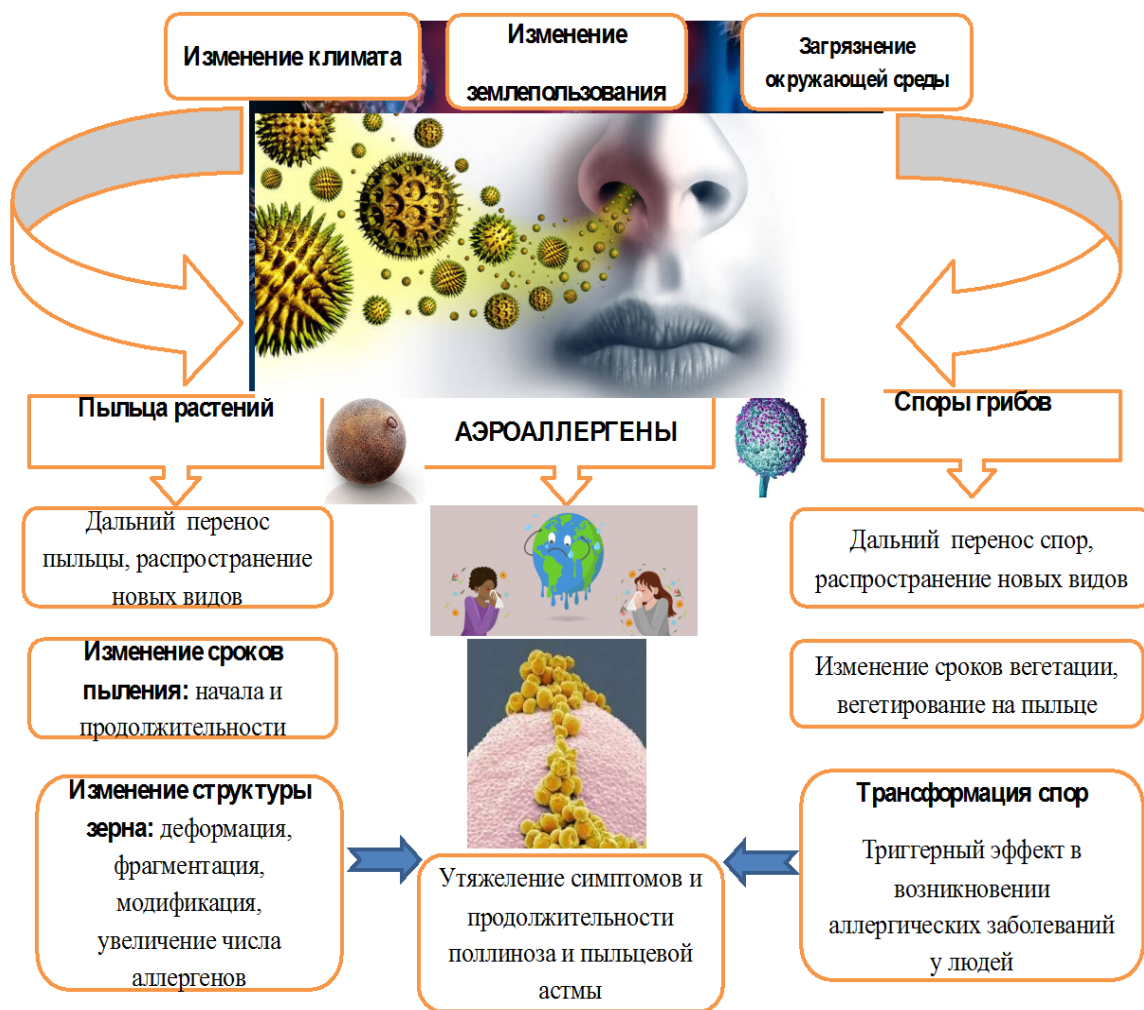 Изменение климата
Изменение
землепользования
Загрязнение
окружающей среды
Пыльца растений
АЭРОАЛЛЕРГЕНЫ
Споры грибов
Дальний перенос
пыльцы, распространение
новых видов
Дальний перенос спор,
распространение новых видов
Изменение сроков
пыления: начала и
продолжительности
Изменение сроков вегетации,
вегетирование на пыльце
Изменение структуры
зерна: деформация,
фрагментация,
модификация,
увеличение числа
аллергенов
Утяжеление симптомов и
продолжительности
поллиноза и пыльцевой
астмы
Трансформация спор
Триггерный эффект в
возникновении
аллергических заболеваний
у людей